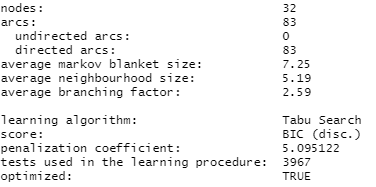 nodes: 32
arcs: 83
undirected arcs: 0
directed arcs: 83
average markov blanket size: 7.25
average neighbourhood size: 5.19
average branching factor: 2.59
learning algorithm: Tabu Search
score: BIC (disc.)
penalization coefficient: 5.095122
tests used in the learning procedure: 3967
optimized: TRUE